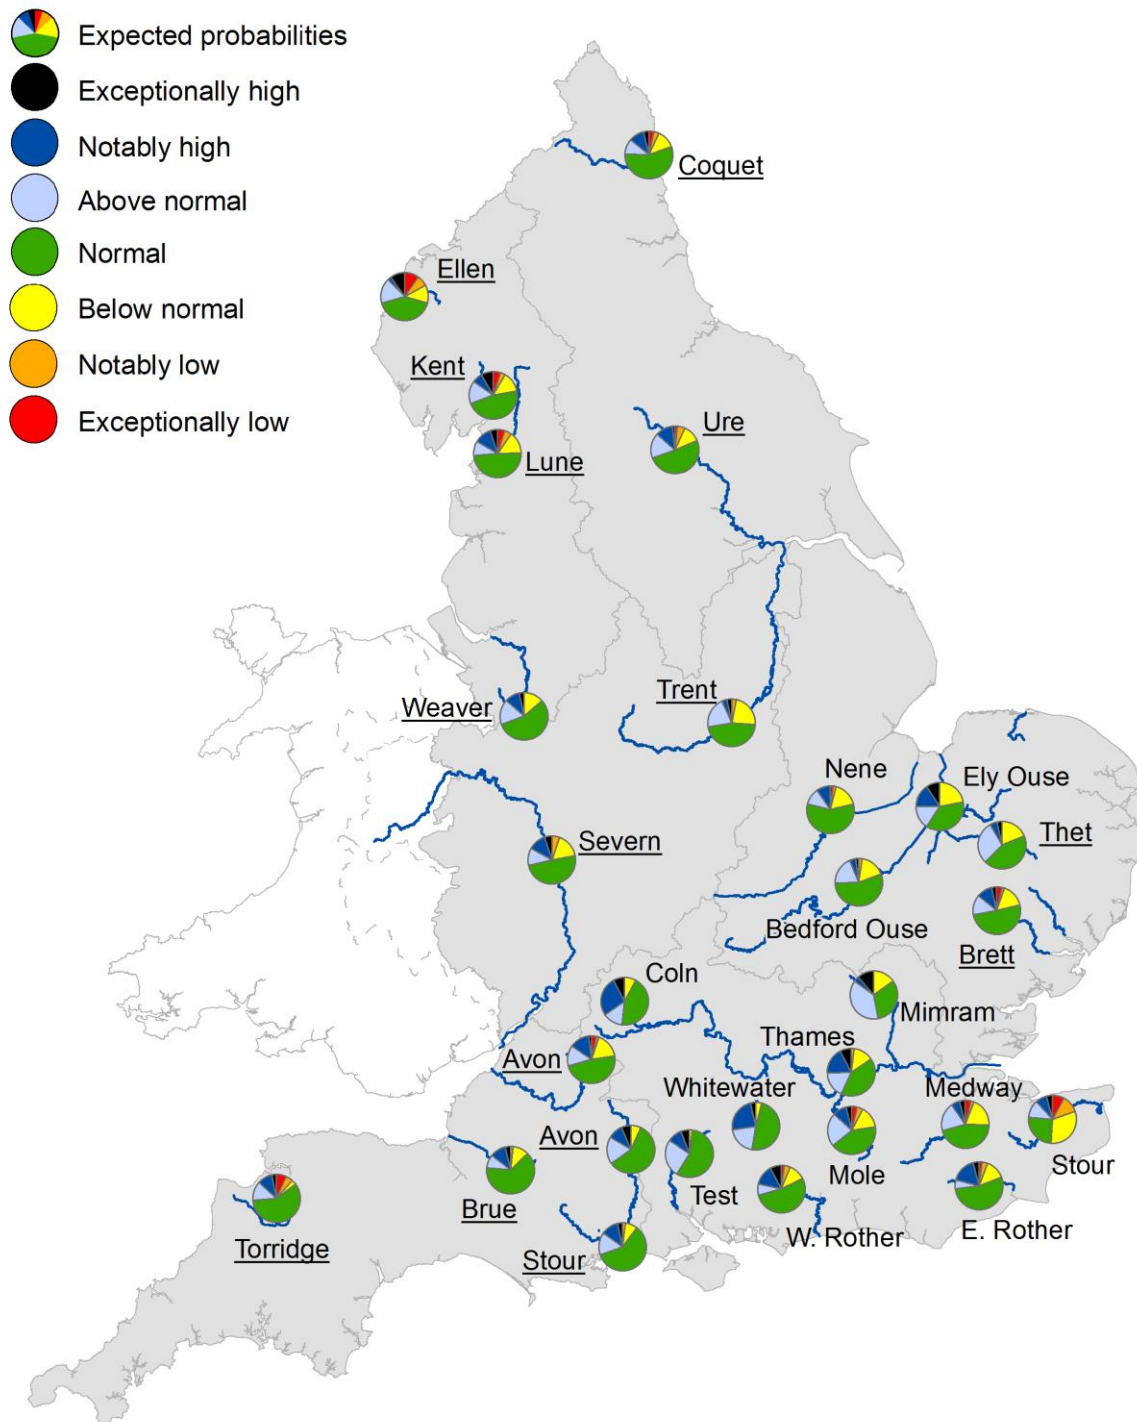 Expected probabilities
Exceptionally high
Notably high
Above normal
Normal
Below normal
Notably low
Exceptionally low
Coquet
Ellen
Kent
Ure
Lune
Weaver
Trent
Nene
Ely Ouse
Thet
Severn
Bedford Ouse
Brett
Coln
Mimram
Thames
Avon
Whitewater
Medway
Avon
Mole
Stour
Test
Brue
W. Rother
E. Rother
Torridge
Stour